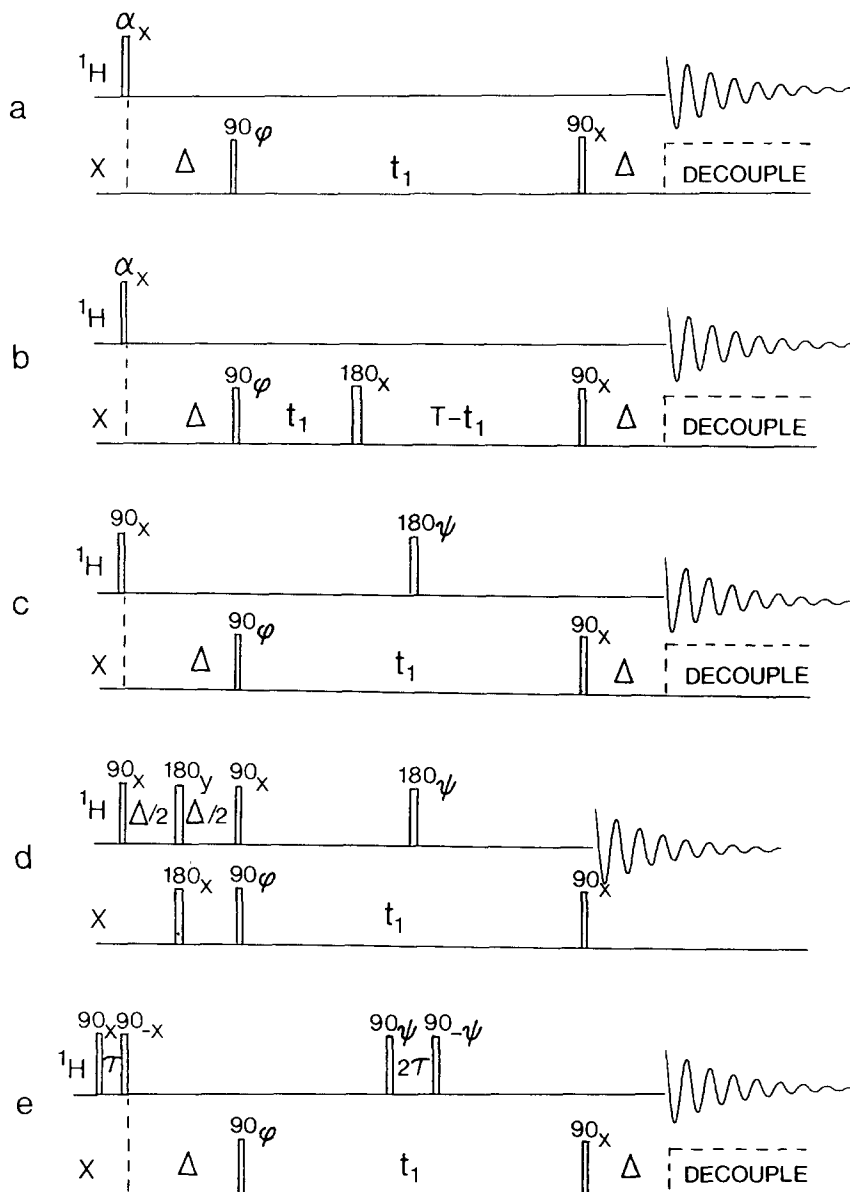 αx
¹H
a
90φ 90x
X Δ t₁ Δ DECOUPLE
αx
¹H
b
90φ 180x 90x
X Δ t₁ T-t₁ Δ DECOUPLE
90x 180ψ
¹H
c
90φ 90x
X Δ t₁ Δ DECOUPLE
90x 180y 90x 180ψ
¹H Δ/2 Δ/2
d
180x 90φ 90x
X t₁
90x 90-x 90ψ 90-ψ
¹H τ 2τ
e
90φ 90x
X Δ t₁ Δ DECOUPLE